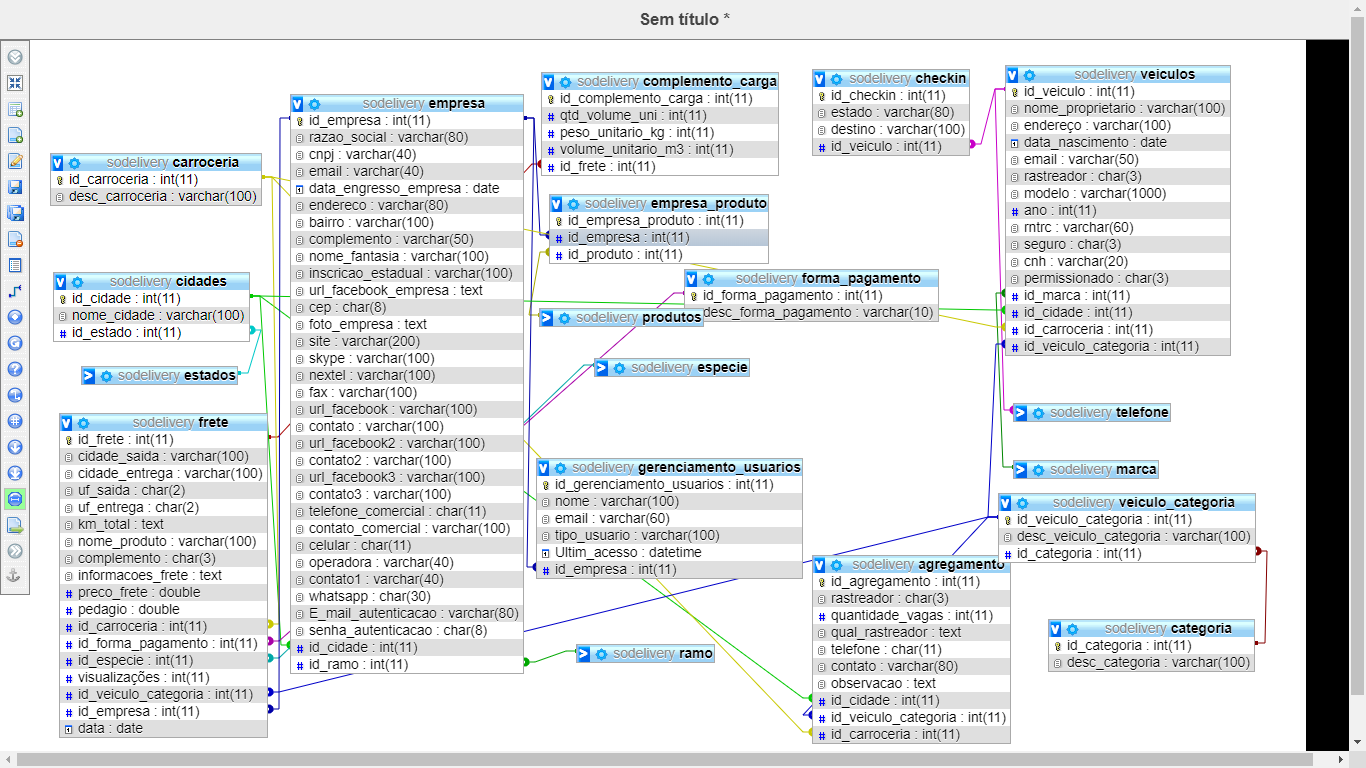 Sem título *
sodelivery carroceria
id_carroceria : int(11)
desc_carroceria : varchar(100)
sodelivery cidades
id_cidade : int(11)
nome_cidade : varchar(100)
id_estado : int(11)
sodelivery estados
sodelivery frete
id_frete : int(11)
cidade_saida : varchar(100)
cidade_entrega : varchar(100)
uf_saida : char(2)
uf_entrega : char(2)
km_total : text
nome_produto : varchar(100)
complemento : char(3)
informacoes_frete : text
preco_frete : double
pedagio : double
id_carroceria : int(11)
id_forma_pagamento : int(11)
id_especie : int(11)
visualizações : int(11)
id_veiculo_categoria : int(11)
id_empresa : int(11)
data : date
sodelivery empresa
id_empresa : int(11)
razao_social : varchar(80)
cnpj : varchar(40)
email : varchar(40)
data_engresso_empresa : date
endereco : varchar(80)
bairro : varchar(100)
complemento : varchar(50)
nome_fantasia : varchar(100)
inscricao_estadual : varchar(100)
url_facebook_empresa : text
cep : char(8)
foto_empresa : text
site : varchar(200)
skype : varchar(100)
nextel : varchar(100)
fax : varchar(100)
url_facebook : varchar(100)
contato : varchar(100)
url_facebook2 : varchar(100)
contato2 : varchar(100)
url_facebook3 : varchar(100)
contato3 : varchar(100)
telefone_comercial : char(11)
contato_comercial : varchar(100)
celular : char(11)
operadora : varchar(40)
contato1 : varchar(40)
whatsapp : char(30)
E_mail_autenticacao : varchar(80)
senha_autenticacao : char(8)
id_cidade : int(11)
id_ramo : int(11)
sodelivery complemento_carga
id_complemento_carga : int(11)
qtd_volume_uni : int(11)
peso_unitario_kg : int(11)
volume_unitario_m3 : int(11)
id_frete : int(11)
sodelivery empresa_produto
id_empresa_produto : int(11)
id_empresa : int(11)
id_produto : int(11)
sodelivery forma_pagamento
id_forma_pagamento : int(11)
desc_forma_pagamento : varchar(10)
sodelivery produtos
sodelivery especie
sodelivery gerenciamento_usuarios
id_gerenciamento_usuarios : int(11)
nome : varchar(100)
email : varchar(60)
tipo_usuario : varchar(100)
Ultim_acesso : datetime
id_empresa : int(11)
sodelivery ramo
sodelivery checkin
id_checkin : int(11)
estado : varchar(80)
destino : varchar(100)
id_veiculo : int(11)
sodelivery veiculos
id_veiculo : int(11)
nome_proprietario : varchar(100)
endereço : varchar(100)
data_nascimento : date
email : varchar(50)
rastreador : char(3)
modelo : varchar(1000)
ano : int(11)
rntrc : varchar(60)
seguro : char(3)
cnh : varchar(20)
permissionado : char(3)
id_marca : int(11)
id_cidade : int(11)
id_carroceria : int(11)
id_veiculo_categoria : int(11)
sodelivery telefone
sodelivery marca
sodelivery veiculo_categoria
id_veiculo_categoria : int(11)
desc_veiculo_categoria : varchar(100)
id_categoria : int(11)
sodelivery agregamento
id_agregamento : int(11)
rastreador : char(3)
quantidade_vagas : int(11)
qual_rastreador : text
telefone : char(11)
contato : varchar(80)
observacao : text
id_cidade : int(11)
id_veiculo_categoria : int(11)
id_carroceria : int(11)
sodelivery categoria
id_categoria : int(11)
desc_categoria : varchar(100)